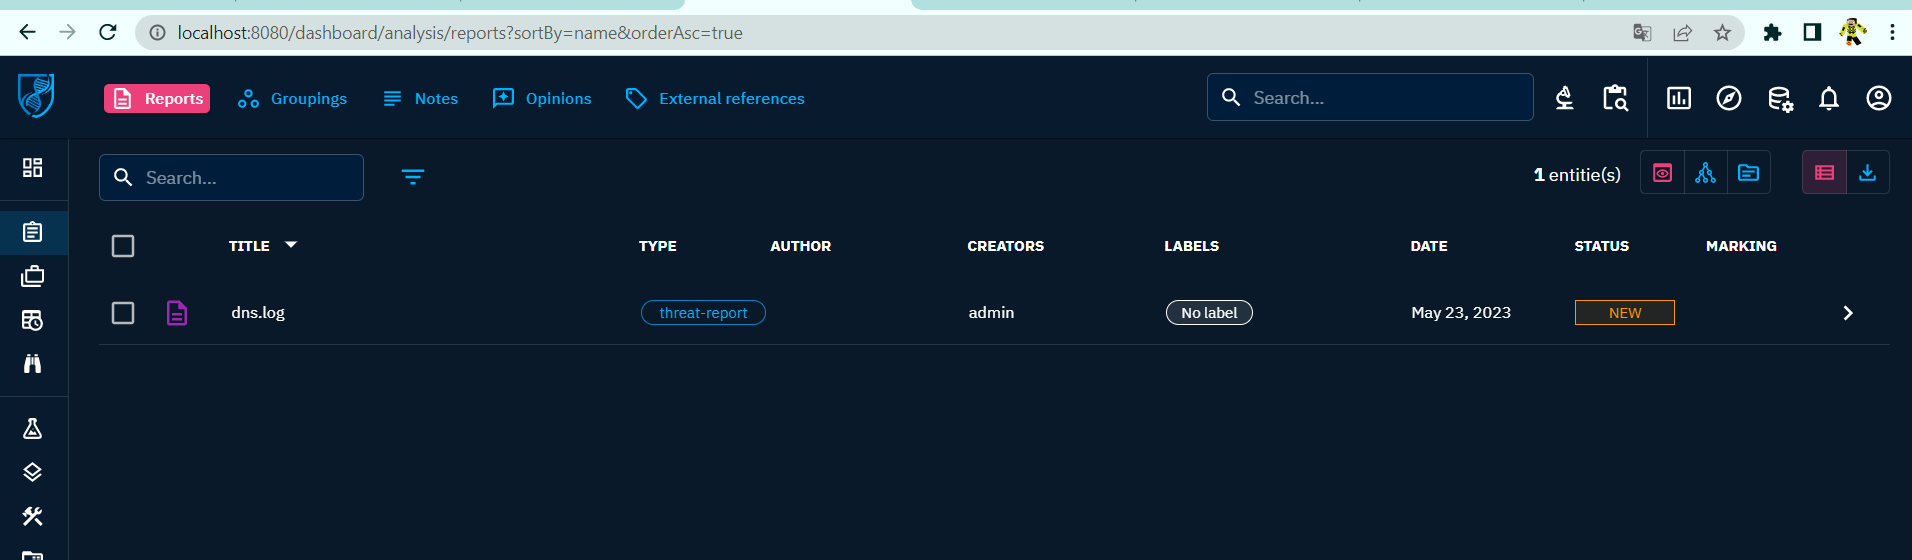 localhost:8080/dashboard/analysis/reports?sortBy=name&orderAsc=true
Reports Groupings Notes Opinions External references Search...
Search... 1 entitie(s)
TITLE TYPE AUTHOR CREATORS LABELS DATE STATUS MARKING
dns.log threat-report admin No label May 23, 2023 NEW